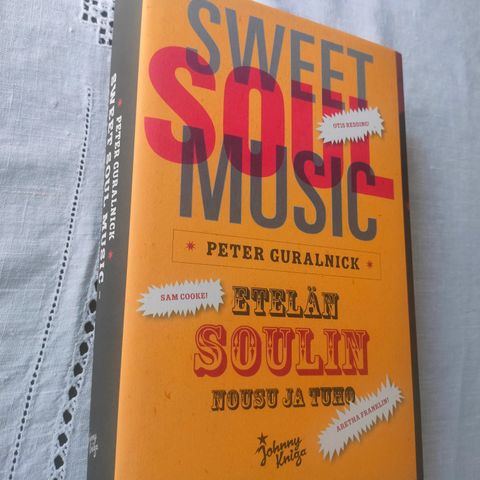 SWEET
SOUL
OTIS REDDING!
MUSIC
* PETER GURALNICK *
SAM COOKE!
ETELÄN
SOULIN
NOUSU JA TUHO
ARETHA FRANKLIN!
Johnny
Kniga
* PETER GURALNICK *
SWEET SOUL MUSIC